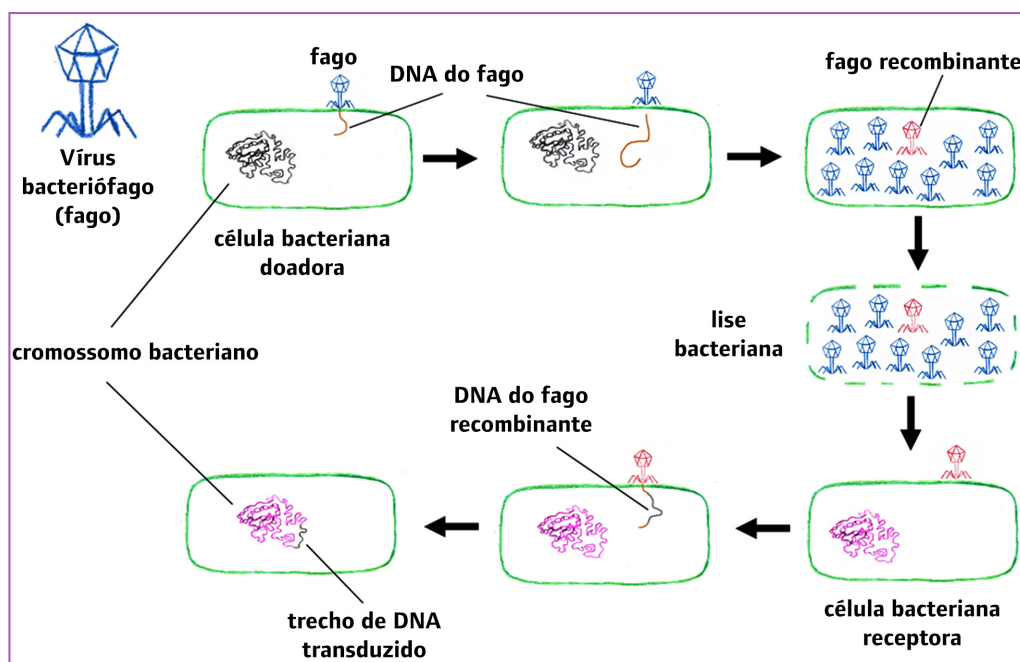 Vírus
bacteriófago
(fago)
fago
DNA do fago
célula bacteriana
doadora
fago recombinante
cromossomo bacteriano
lise
bacteriana
DNA do fago
recombinante
trecho de DNA
transduzido
célula bacteriana
receptora